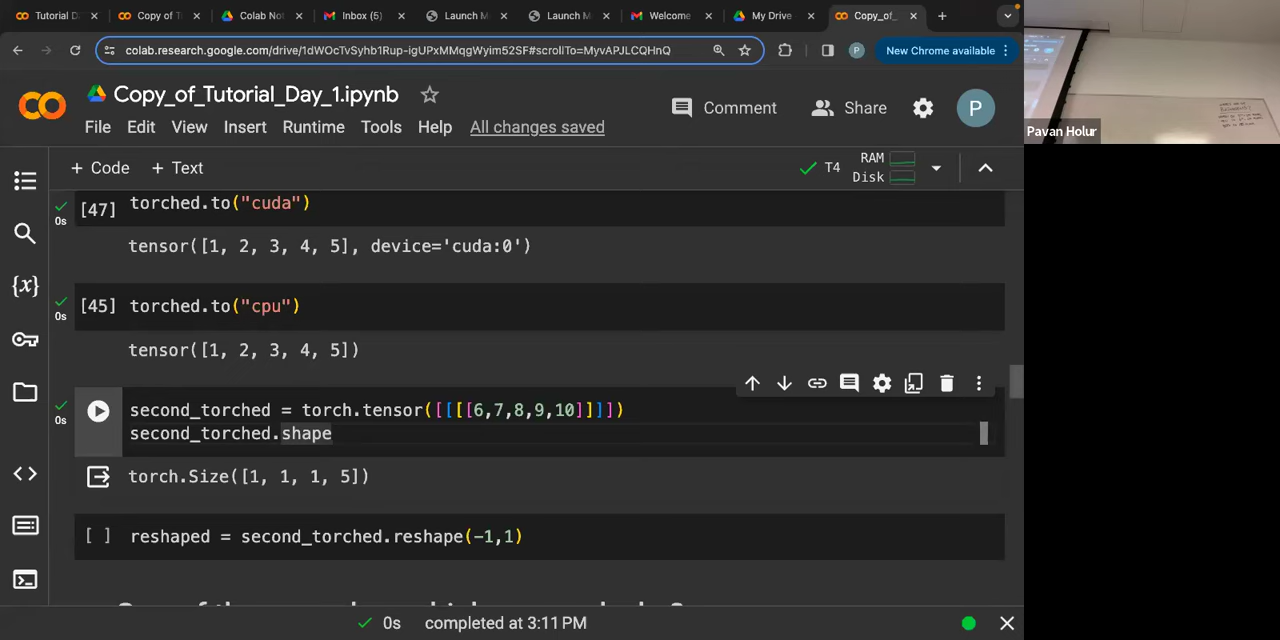 Tutorial D
Copy of T
Colab Not
Inbox (5)
Launch M
Launch M
Welcome
My Drive
Copy_of_
colab.research.google.com/drive/1dWOcTvSyhb1Rup-igUPxMMqgWyim52SF#scrollTo=MyvAPJLCQHnQ
P
New Chrome available
Copy_of_Tutorial_Day_1.ipynb
Comment
Share
P
File Edit View Insert Runtime Tools Help All changes saved
+ Code + Text
T4
RAM
Disk
0s
[47] torched.to("cuda")
tensor([1, 2, 3, 4, 5], device='cuda:0')
0s
[45] torched.to("cpu")
tensor([1, 2, 3, 4, 5])
0s
second_torched = torch.tensor([[[[6,7,8,9,10]]]])
second_torched.shape
torch.Size([1, 1, 1, 5])
[ ] reshaped = second_torched.reshape(-1,1)
0s completed at 3:11 PM
Pavan Holur